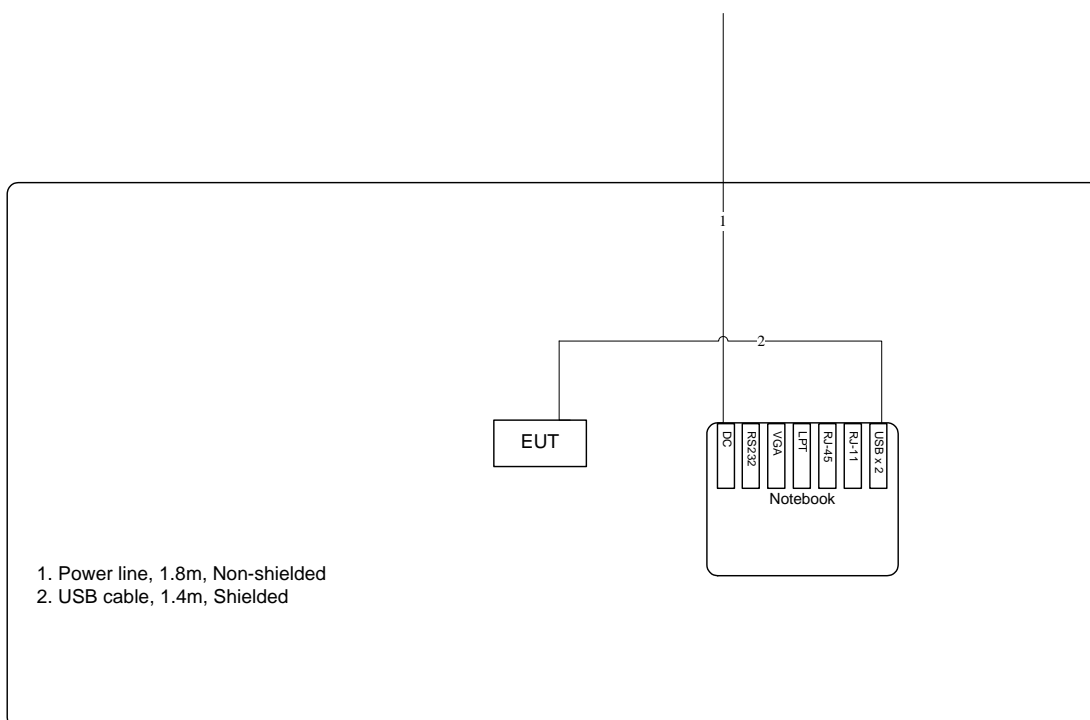 1
2
EUT
DC
RS232
VGA
LPT
RJ-45
RJ-11
USB x 2
Notebook
1. Power line, 1.8m, Non-shielded
2. USB cable, 1.4m, Shielded